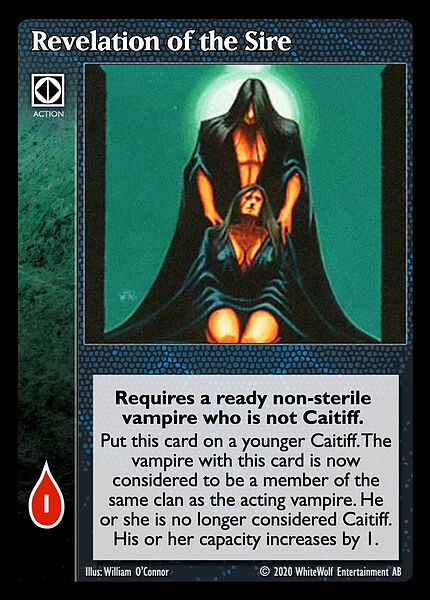 Revelation of the Sire
ACTION
Requires a ready non-sterile
vampire who is not Caitiff.
Put this card on a younger Caitiff. The
vampire with this card is now
considered to be a member of the
same clan as the acting vampire. He
or she is no longer considered Caitiff.
His or her capacity increases by 1.
1
Illus: William O'Connor © 2020 WhiteWolf Entertainment AB